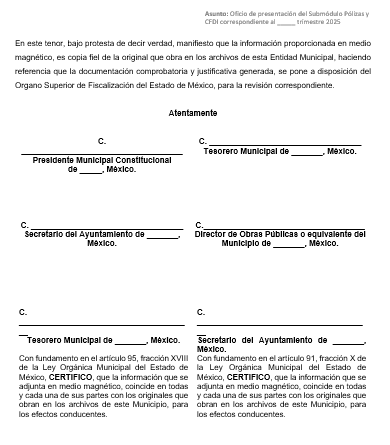 Asunto: Oficio de presentación del Submódulo Pólizas y
CFDI correspondiente al _____ trimestre 2025
En este tenor, bajo protesta de decir verdad, manifiesto que la información proporcionada en medio
magnético, es copia fiel de la original que obra en los archivos de esta Entidad Municipal, haciendo
referencia que la documentación comprobatoria y justificativa generada, se pone a disposición del
Organo Superior de Fiscalización del Estado de México, para la revisión correspondiente.
Atentamente
C.
Presidente Municipal Constitucional
de _____, México.
C. ____________________
Tesorero Municipal de _______, México.
C. ____________________
Secretario del Ayuntamiento de _______,
México.
C. ____________________
Director de Obras Públicas o equivalente del
Municipio de _______, México.
C.
__Tesorero Municipal de _______, México.
Con fundamento en el artículo 95, fracción XVIII
de la Ley Orgánica Municipal del Estado de
México, CERTIFICO, que la información que se
adjunta en medio magnético, coincide en todas
y cada una de sus partes con los originales que
obran en los archivos de este Municipio, para
los efectos conducentes.
C.
__
Secretario del Ayuntamiento de _______,
México.
Con fundamento en el artículo 91, fracción X de
la Ley Orgánica Municipal del Estado de
México, CERTIFICO, que la información que se
adjunta en medio magnético, coincide en todas
y cada una de sus partes con los originales que
obran en los archivos de este Municipio, para
los efectos conducentes.